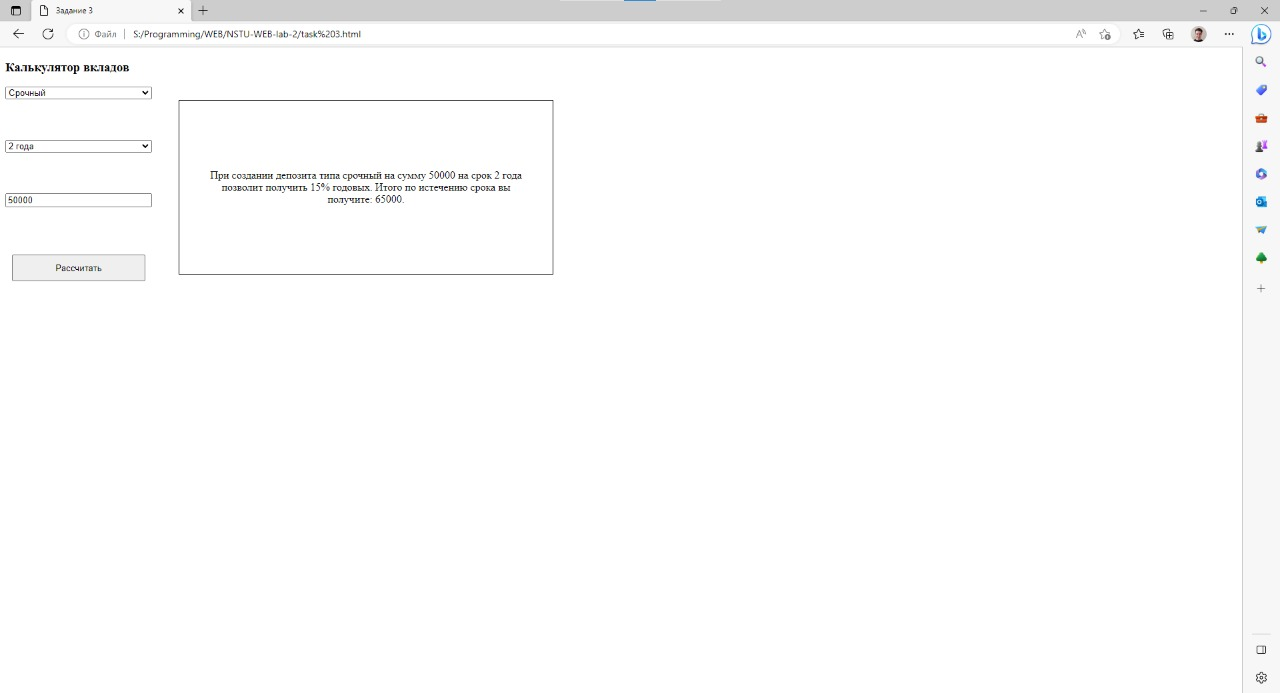 Задание 3
Файл
S:/Programming/WEB/NSTU-WEB-lab-2/task%203.html
Калькулятор вкладов
Срочный
2 года
50000
Рассчитать
При создании депозита типа срочный на сумму 50000 на срок 2 года
позволит получить 15% годовых. Итого по истечению срока вы
получите: 65000.